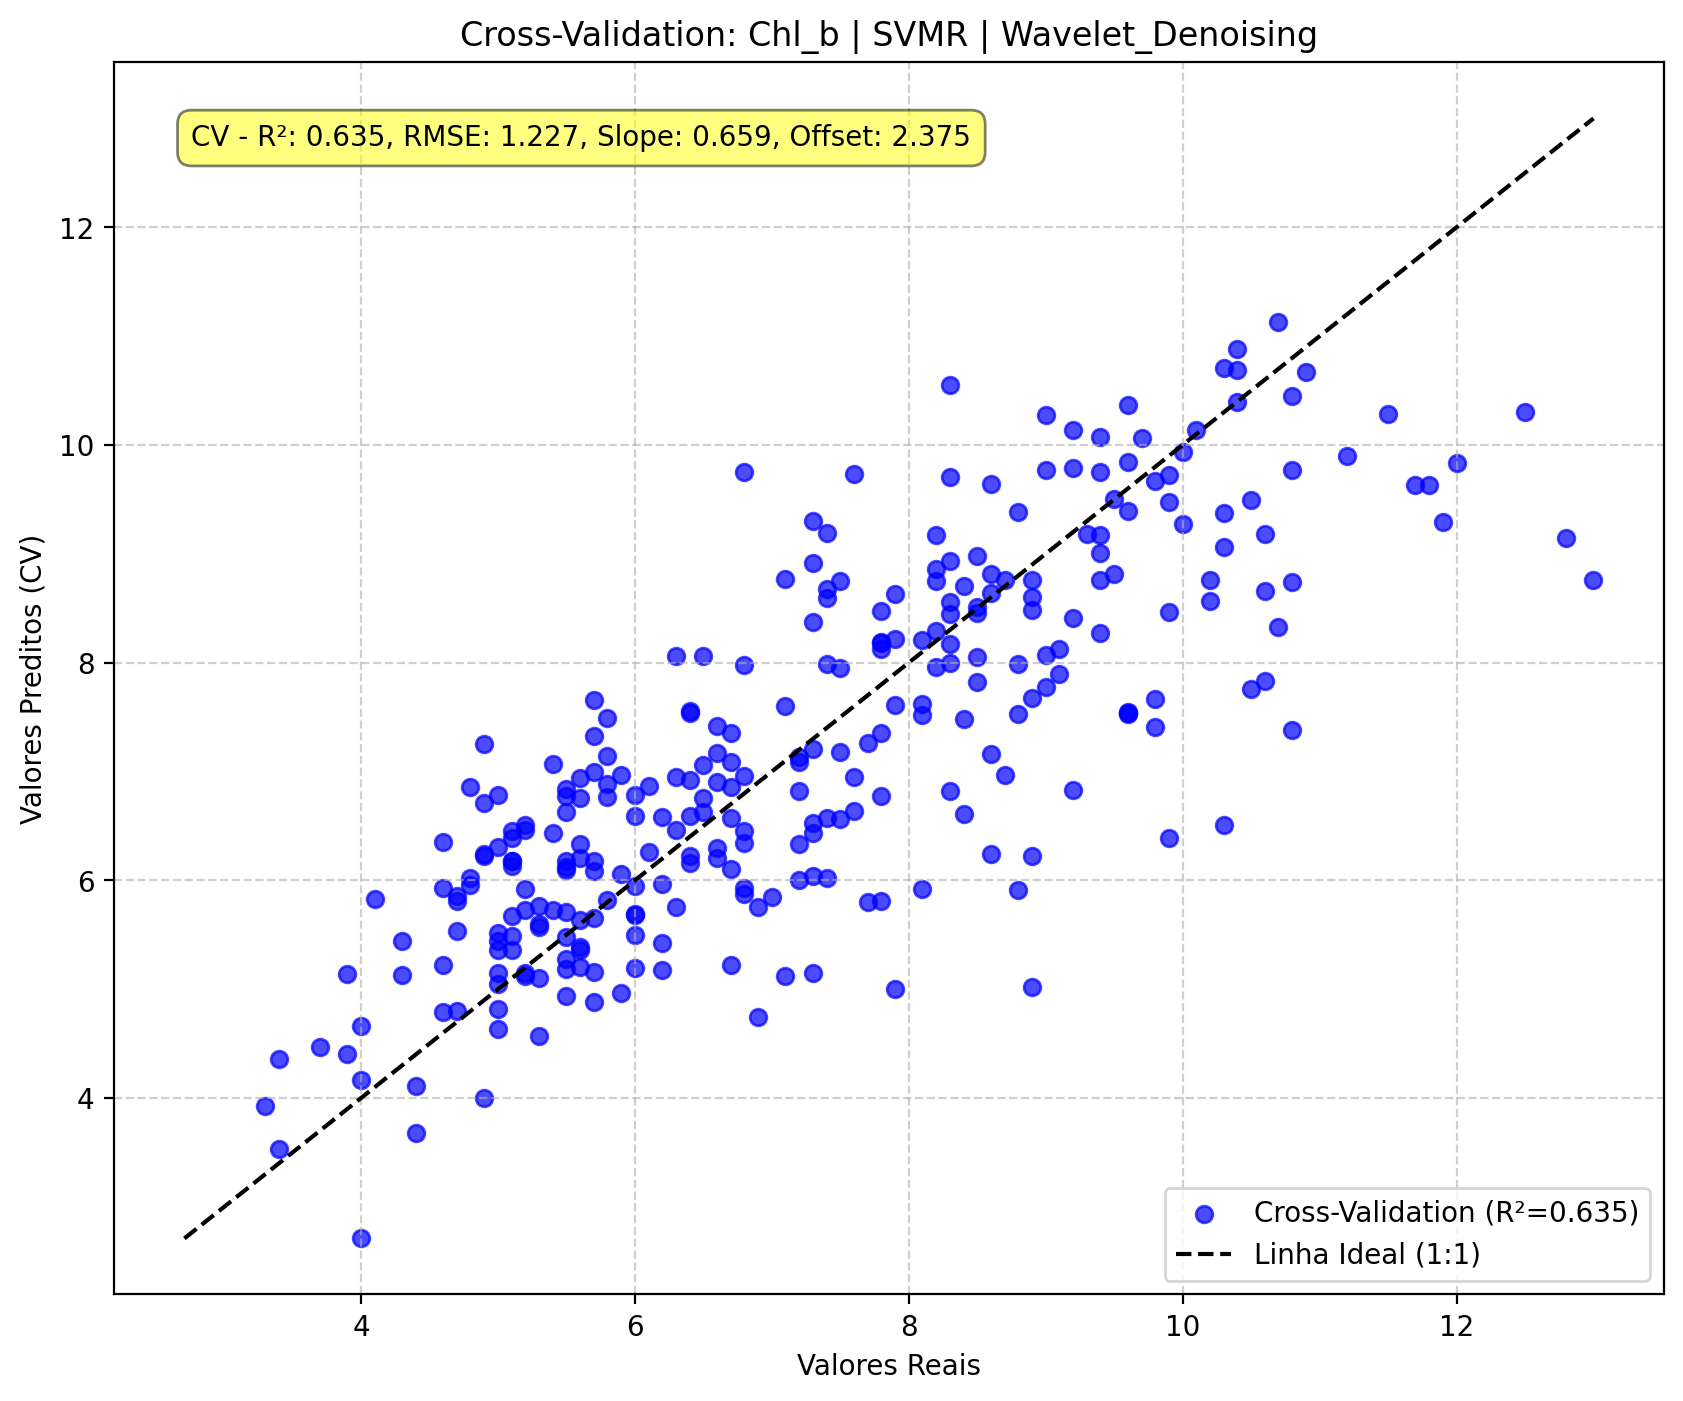 Cross-Validation: Chl_b | SVMR | Wavelet_Denoising
CV - R²: 0.635, RMSE: 1.227, Slope: 0.659, Offset: 2.375
Valores Preditos (CV)
12
10
8
6
4
Cross-Validation (R²=0.635)
Linha Ideal (1:1)
4 6 8 10 12
Valores Reais